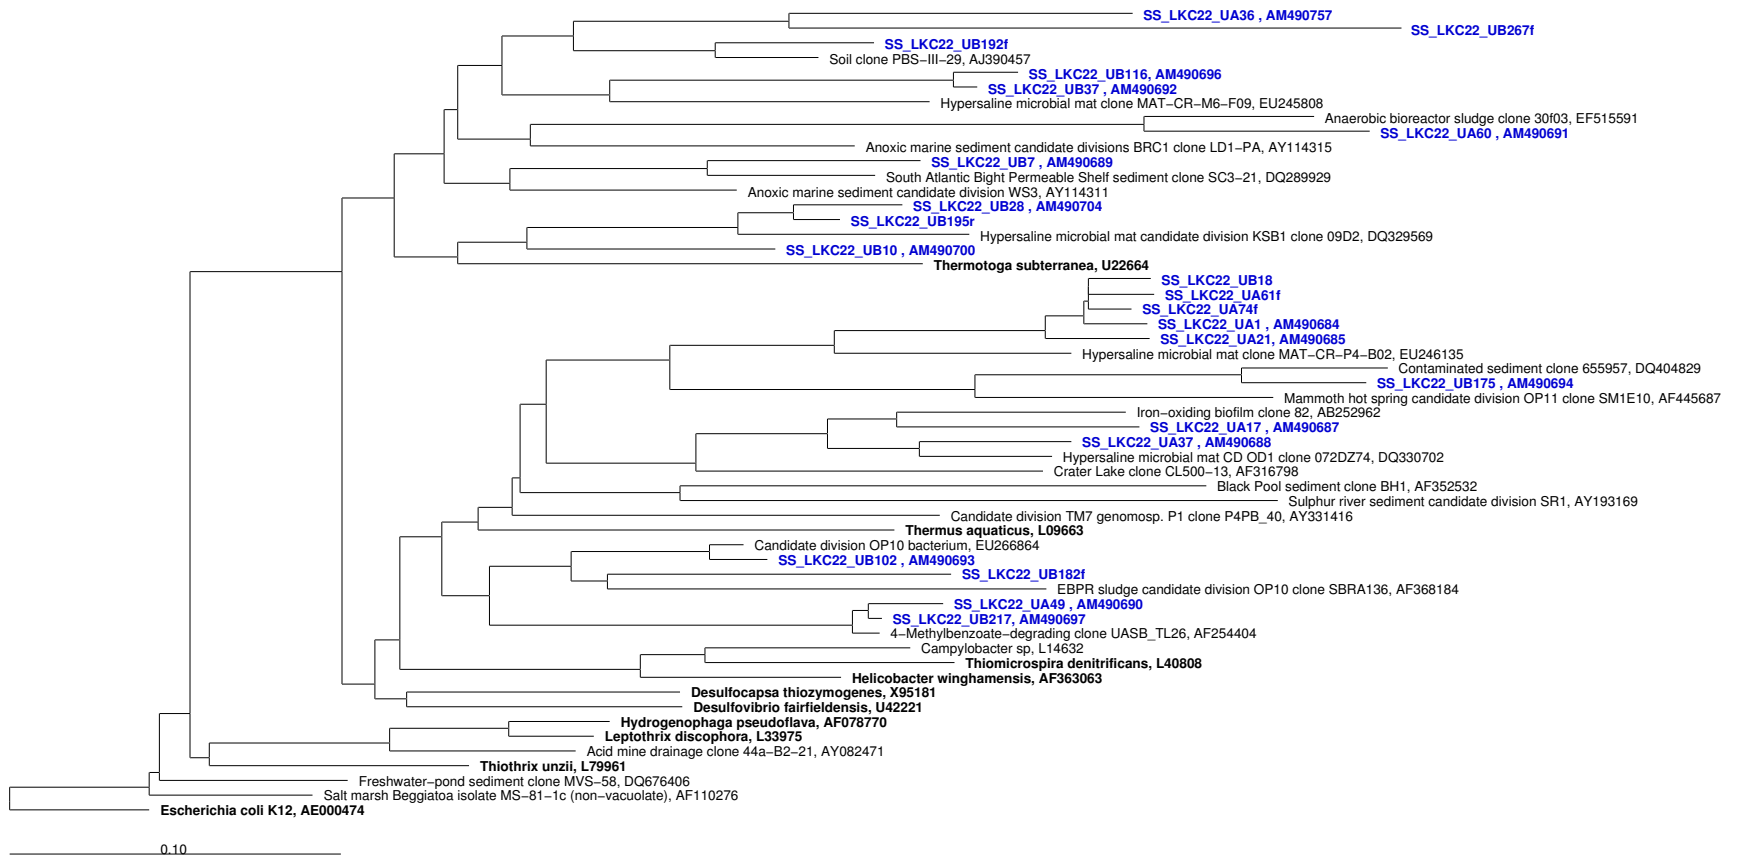 SS_LKC22_UA36 , AM490757
SS_LKC22_UB267f
SS_LKC22_UB192f
Soil clone PBS−III−29, AJ390457
SS_LKC22_UB116, AM490696
SS_LKC22_UB37 , AM490692
Hypersaline microbial mat clone MAT−CR−M6−F09, EU245808
Anaerobic bioreactor sludge clone 30f03, EF515591
SS_LKC22_UA60 , AM490691
Anoxic marine sediment candidate divisions BRC1 clone LD1−PA, AY114315
SS_LKC22_UB7 , AM490689
South Atlantic Bight Permeable Shelf sediment clone SC3−21, DQ289929
Anoxic marine sediment candidate division WS3, AY114311
SS_LKC22_UB28 , AM490704
SS_LKC22_UB195r
Hypersaline microbial mat candidate division KSB1 clone 09D2, DQ329569
SS_LKC22_UB10 , AM490700
Thermotoga subterranea, U22664
SS_LKC22_UB18
SS_LKC22_UA61f
SS_LKC22_UA74f
SS_LKC22_UA1 , AM490684
SS_LKC22_UA21, AM490685
Hypersaline microbial mat clone MAT−CR−P4−B02, EU246135
Contaminated sediment clone 655957, DQ404829
SS_LKC22_UB175 , AM490694
Mammoth hot spring candidate division OP11 clone SM1E10, AF445687
Iron−oxiding biofilm clone 82, AB252962
SS_LKC22_UA17 , AM490687
SS_LKC22_UA37 , AM490688
Hypersaline microbial mat CD OD1 clone 072DZ74, DQ330702
Crater Lake clone CL500−13, AF316798
Black Pool sediment clone BH1, AF352532
Sulphur river sediment candidate division SR1, AY193169
Candidate division TM7 genomosp. P1 clone P4PB_40, AY331416
Thermus aquaticus, L09663
Candidate division OP10 bacterium, EU266864
SS_LKC22_UB102 , AM490693
SS_LKC22_UB182f
EBPR sludge candidate division OP10 clone SBRA136, AF368184
SS_LKC22_UA49 , AM490690
SS_LKC22_UB217, AM490697
4−Methylbenzoate−degrading clone UASB_TL26, AF254404
Campylobacter sp, L14632
Thiomicrospira denitrificans, L40808
Helicobacter winghamensis, AF363063
Desulfocapsa thiozymogenes, X95181
Desulfovibrio fairfieldensis, U42221
Hydrogenophaga pseudoflava, AF078770
Leptothrix discophora, L33975
Acid mine drainage clone 44a−B2−21, AY082471
Thiothrix unzii, L79961
Freshwater−pond sediment clone MVS−58, DQ676406
Salt marsh Beggiatoa isolate MS−81−1c (non−vacuolate), AF110276
Escherichia coli K12, AE000474
0.10